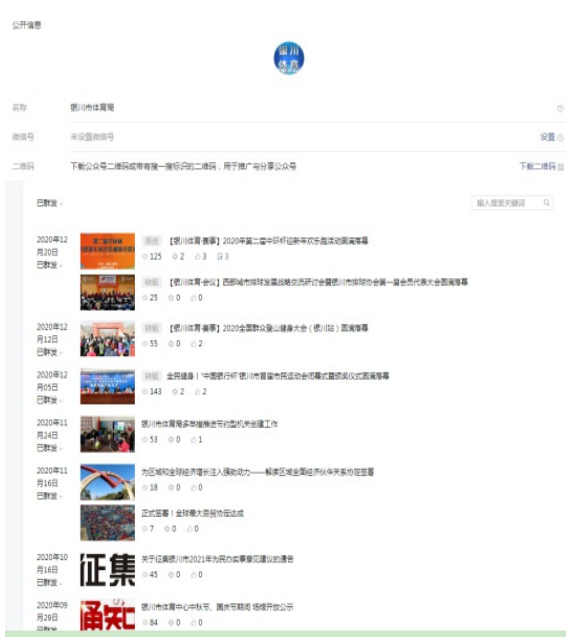 公开信息
银川
体育
名称 银川市体育局
微信号 未设置微信号 设置
二维码 下载公众号二维码或带有搜一搜标识的二维码，用于推广与分享公众号 下载二维码
已群发 输入搜索关键词
2020年12月20日 已群发
原创 【银川体育·赛事】2020年第二届中环杯迎新年欢乐跑活动圆满落幕
125 2 3 3
转载 【银川体育·会议】西部城市排球发展战略交流研讨会暨银川市排球协会第一届会员代表大会圆满落幕
25 0 0
2020年12月12日 已群发
转载 【银川体育·赛事】2020全国群众登山健身大会（银川站）圆满落幕
55 0 2
2020年12月05日 已群发
转载 全民健身丨“中国银行杯”银川市首届市民运动会闭幕式暨颁奖仪式圆满落幕
143 2 2
2020年11月24日 已群发
银川市体育局多举措推进节约型机关创建工作
53 0 1
2020年11月16日 已群发
为区域和全球经济增长注入强劲动力——解读区域全面经济伙伴关系协定签署
18 0 0
正式签署丨全球最大自贸协定达成
7 0 0
2020年10月16日 已群发
征集
关于征集银川市2021年为民办实事意见建议的通告
45 0 0
2020年09月29日 已群发
通知
银川市体育中心中秋节、国庆节期间 场馆开放公示
84 0 0